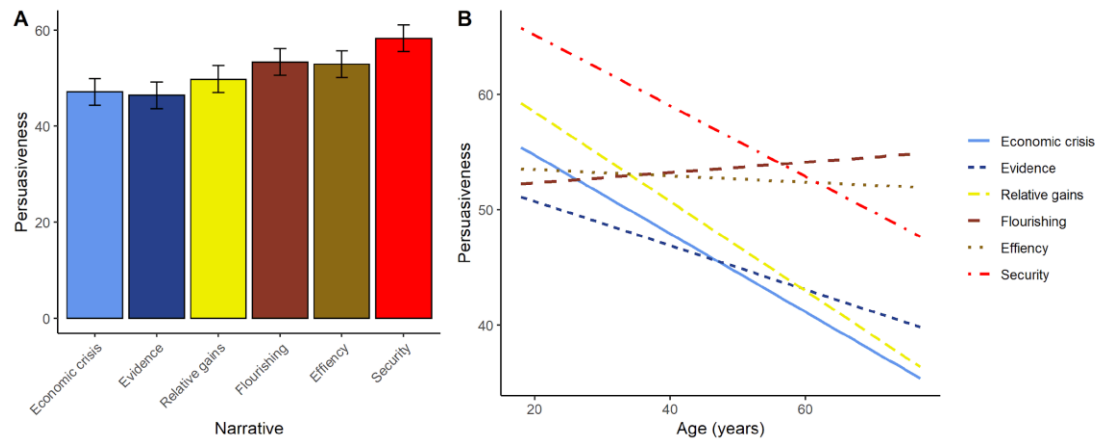 A
Persuasiveness
60
40
20
0
Economic crisis
Evidence
Relative gains
Flourishing
Effiency
Security
Narrative
B
Persuasiveness
60
50
40
20
40
60
Age (years)
Economic crisis
Evidence
Relative gains
Flourishing
Effiency
Security